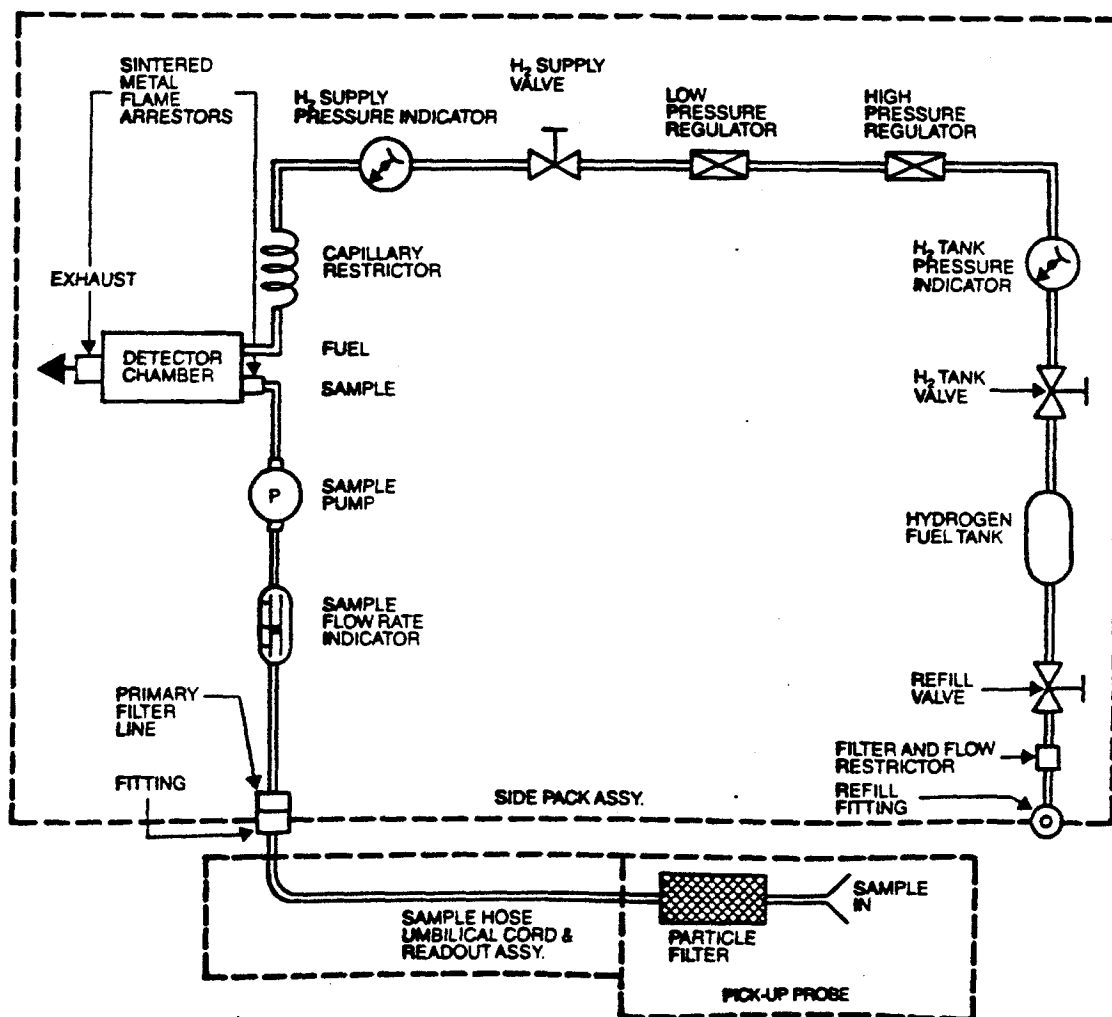 SINTERED
METAL
FLAME
ARRESTORS
H₂ SUPPLY
PRESSURE INDICATOR
H₂ SUPPLY
VALVE
LOW
PRESSURE
REGULATOR
HIGH
PRESSURE
REGULATOR
CAPILLARY
RESTRICTOR
H₂ TANK
PRESSURE
INDICATOR
EXHAUST
DETECTOR
CHAMBER
FUEL
SAMPLE
H₂ TANK
VALVE
P
SAMPLE
PUMP
HYDROGEN
FUEL TANK
SAMPLE
FLOW RATE
INDICATOR
PRIMARY
FILTER
LINE
REFILL
VALVE
FILTER AND FLOW
RESTRICTOR
FITTING
SIDE PACK ASSY.
REFILL
FITTING
SAMPLE HOSE
UMBILICAL CORD &
READOUT ASSY.
PARTICLE
FILTER
SAMPLE
IN
PICK-UP PROBE